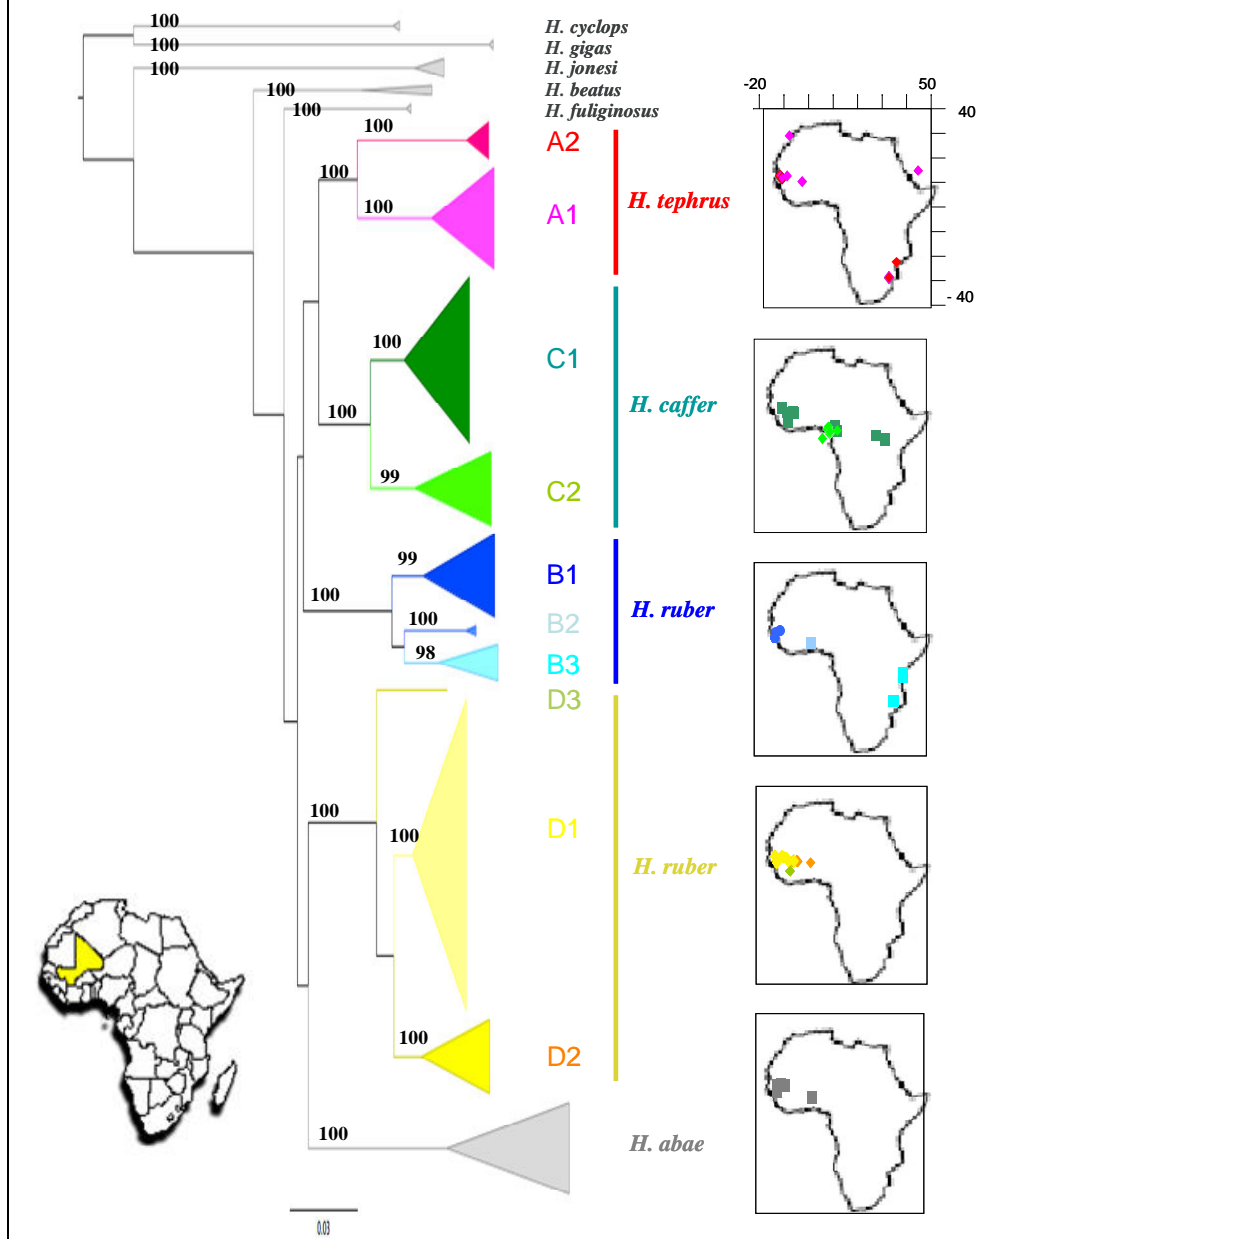 100
H. cyclops
100
H. gigas
100
H. jonesi
100
H. beatus
100
H. fuliginosus
-20
50
40
100
A2
100
H. tephrus
100
A1
- 40
100
C1
100
H. caffer
99
C2
99
B1
100
H. ruber
100
B2
98
B3
D3
100
100
D1
H. ruber
100
D2
100
H. abae
0.03